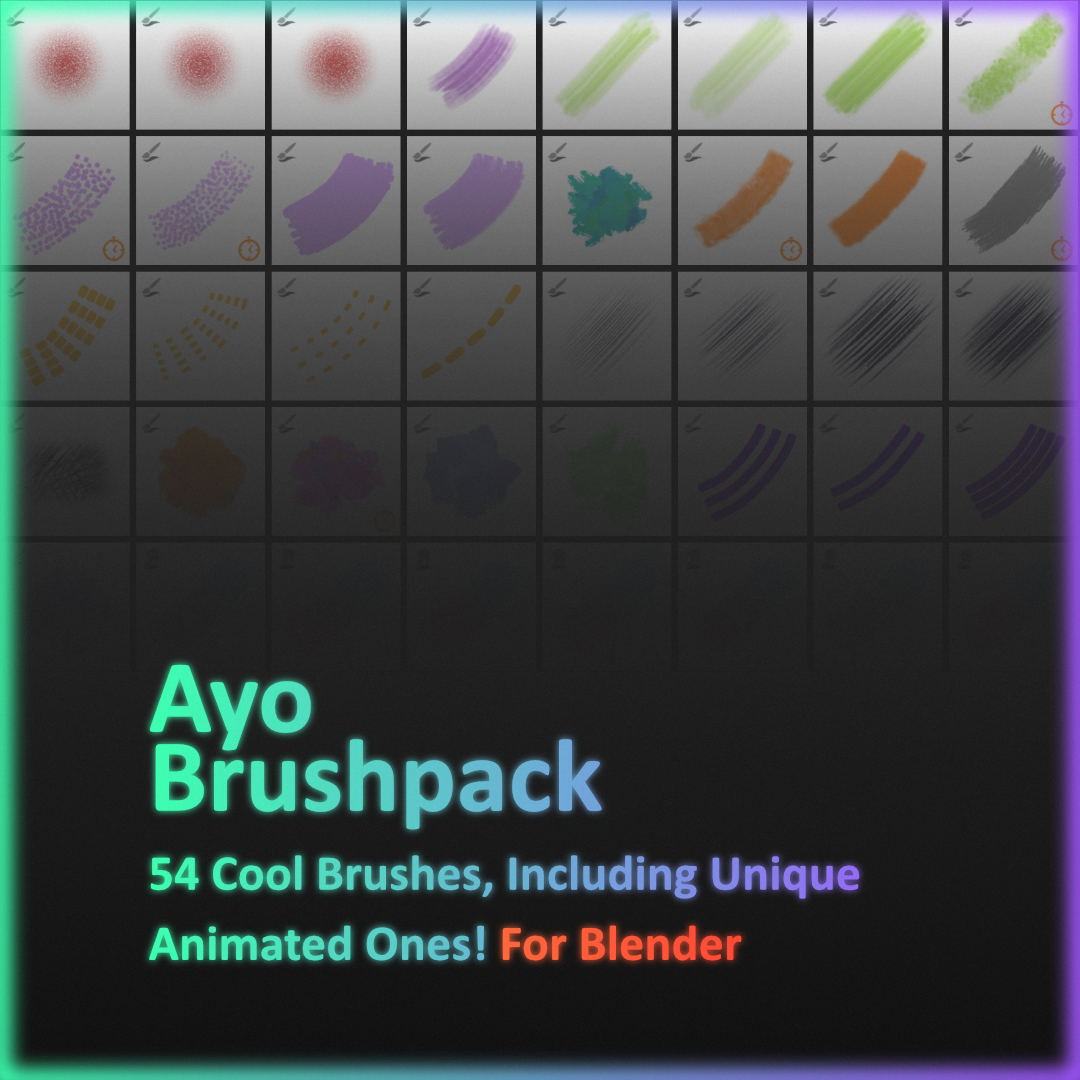 Ayo
Brushpack
54 Cool Brushes, Including Unique
Animated Ones! For Blender